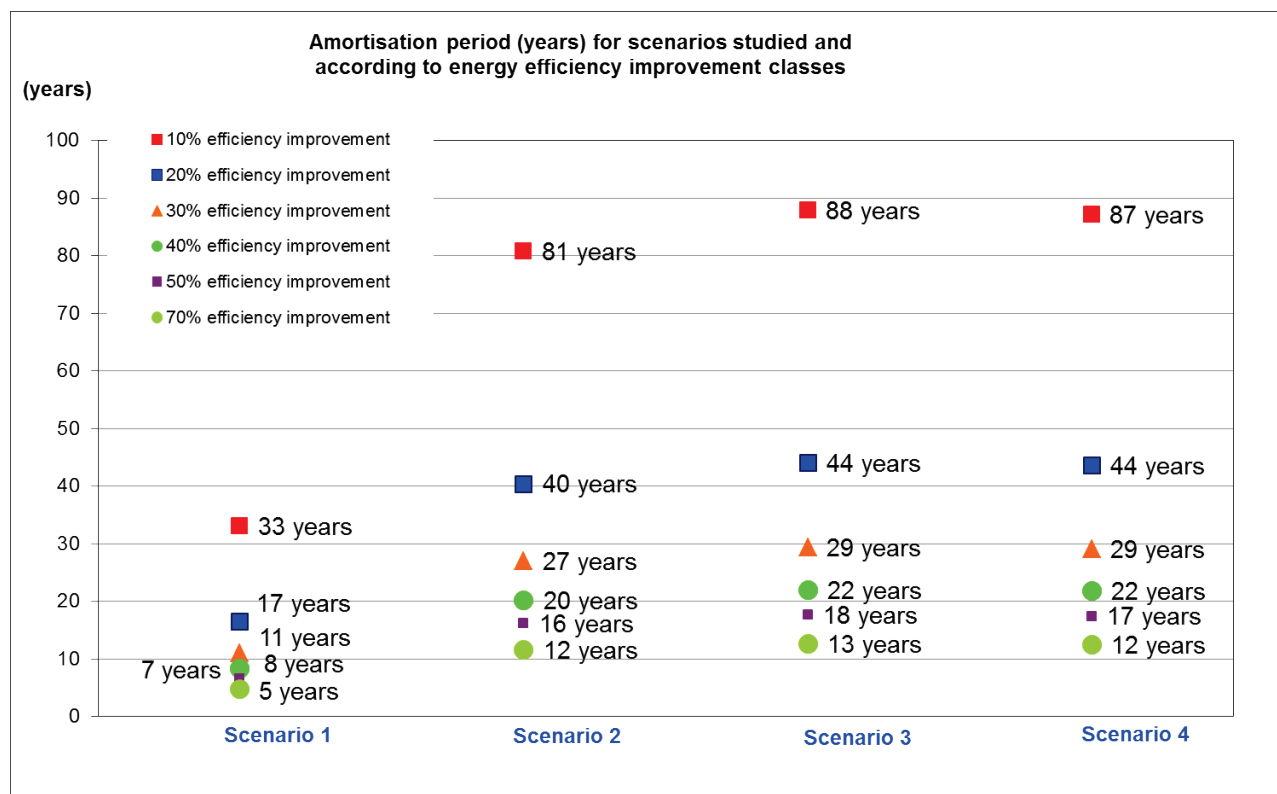 Amortisation period (years) for scenarios studied and
according to energy efficiency improvement classes
(years)
100
90
80
70
60
50
40
30
20
10
0
10% efficiency improvement
20% efficiency improvement
30% efficiency improvement
40% efficiency improvement
50% efficiency improvement
70% efficiency improvement
33 years
17 years
11 years
8 years
7 years
5 years
81 years
40 years
27 years
20 years
16 years
12 years
88 years
44 years
29 years
22 years
18 years
13 years
87 years
44 years
29 years
22 years
17 years
12 years
Scenario 1
Scenario 2
Scenario 3
Scenario 4